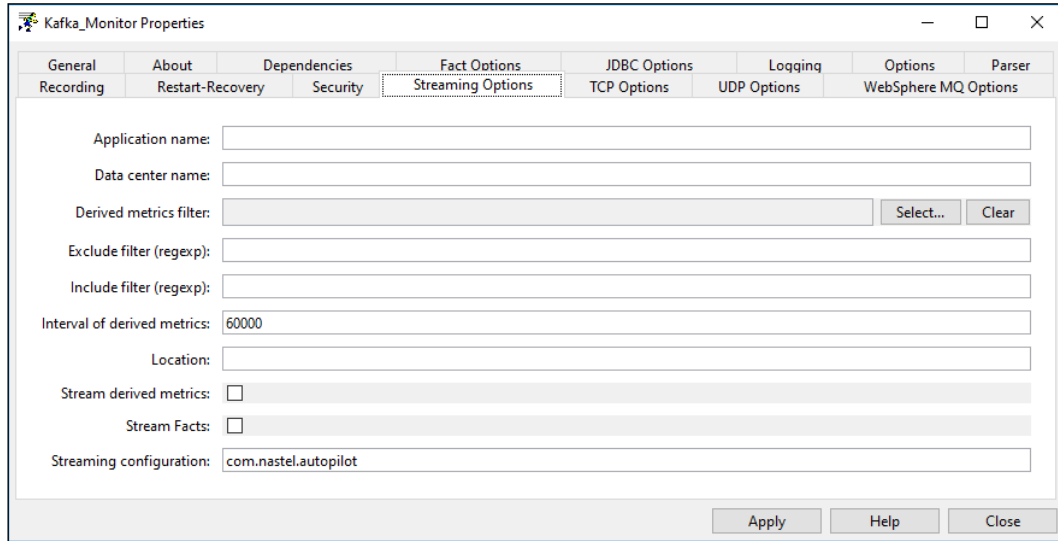 Kafka_Monitor Properties
General About Dependencies Fact Options JDBC Options Logging Options Parser
Recording Restart-Recovery Security Streaming Options TCP Options UDP Options WebSphere MQ Options
Application name:
Data center name:
Derived metrics filter: Select... Clear
Exclude filter (regexp):
Include filter (regexp):
Interval of derived metrics: 60000
Location:
Stream derived metrics:
Stream Facts:
Streaming configuration: com.nastel.autopilot
Apply Help Close